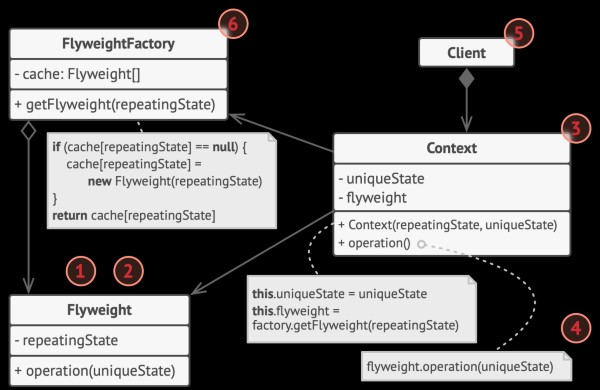 6
FlyweightFactory
- cache: Flyweight[]
+ getFlyweight(repeatingState)
if (cache[repeatingState] == null) {
cache[repeatingState] =
new Flyweight(repeatingState)
}
return cache[repeatingState]
5
Client
3
Context
- uniqueState
- flyweight
+ Context(repeatingState, uniqueState)
+ operation()
this.uniqueState = uniqueState
this.flyweight =
factory.getFlyweight(repeatingState)
4
flyweight.operation(uniqueState)
1 2
Flyweight
- repeatingState
+ operation(uniqueState)